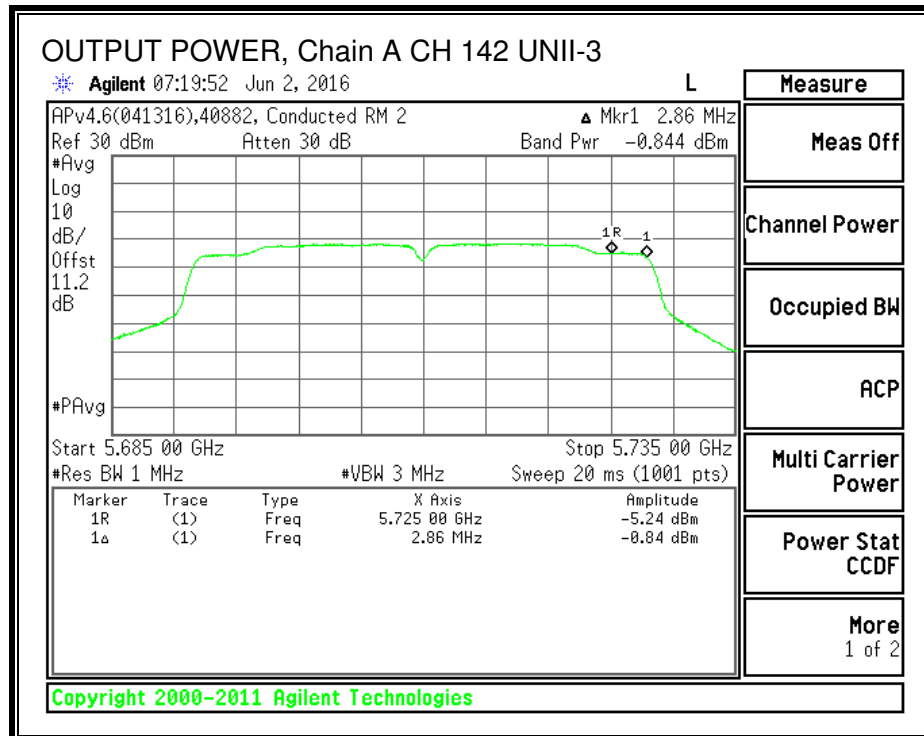 OUTPUT POWER, Chain A CH 142 UNII-3
Agilent 07:19:52 Jun 2, 2016 L
Measure
APv4.6(041316),40882, Conducted RM 2 Δ Mkr1 2.86 MHz
Ref 30 dBm Atten 30 dB Band Pwr -0.844 dBm
#Avg
Log
10
dB/
Offst
11.2
dB
#PAvg
1R 1
Start 5.685 00 GHz Stop 5.735 00 GHz
#Res BW 1 MHz #VBW 3 MHz Sweep 20 ms (1001 pts)
Marker Trace Type X Axis Amplitude
1R (1) Freq 5.725 00 GHz -5.24 dBm
1Δ (1) Freq 2.86 MHz -0.84 dBm
Meas Off
Channel Power
Occupied BW
ACP
Multi Carrier
Power
Power Stat
CCDF
More
1 of 2
Copyright 2000-2011 Agilent Technologies